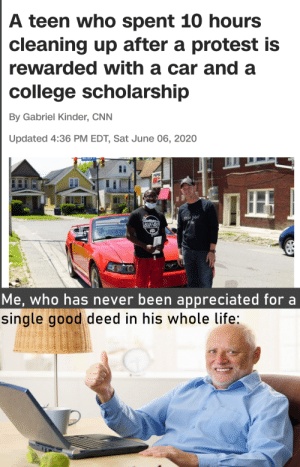 A teen who spent 10 hours
cleaning up after a protest is
rewarded with a car and a
college scholarship
By Gabriel Kinder, CNN
Updated 4:36 PM EDT, Sat June 06, 2020
Me, who has never been appreciated for a
single good deed in his whole life: